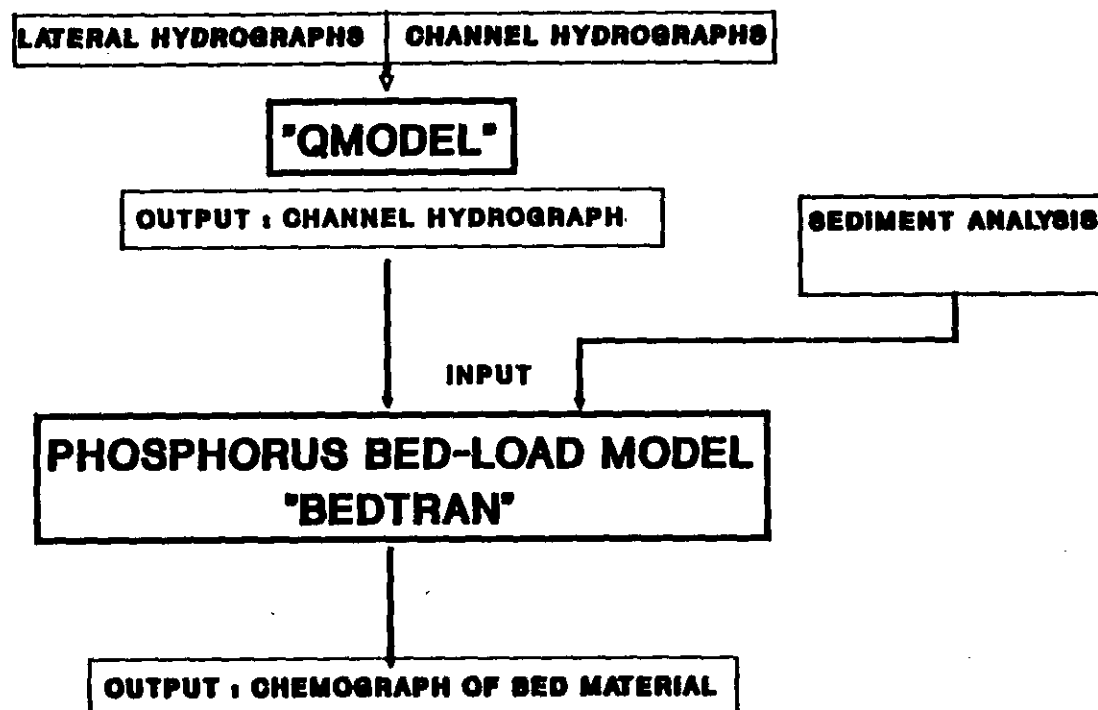 LATERAL HYDROGRAPHS CHANNEL HYDROGRAPHS
"QMODEL"
OUTPUT : CHANNEL HYDROGRAPH
SEDIMENT ANALYSIS
INPUT
PHOSPHORUS BED-LOAD MODEL
"BEDTRAN"
OUTPUT : CHEMOGRAPH OF BED MATERIAL